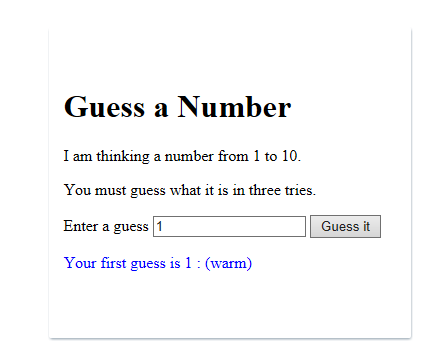 Guess a Number
I am thinking a number from 1 to 10.
You must guess what it is in three tries.
Enter a guess 1 Guess it
Your first guess is 1 : (warm)